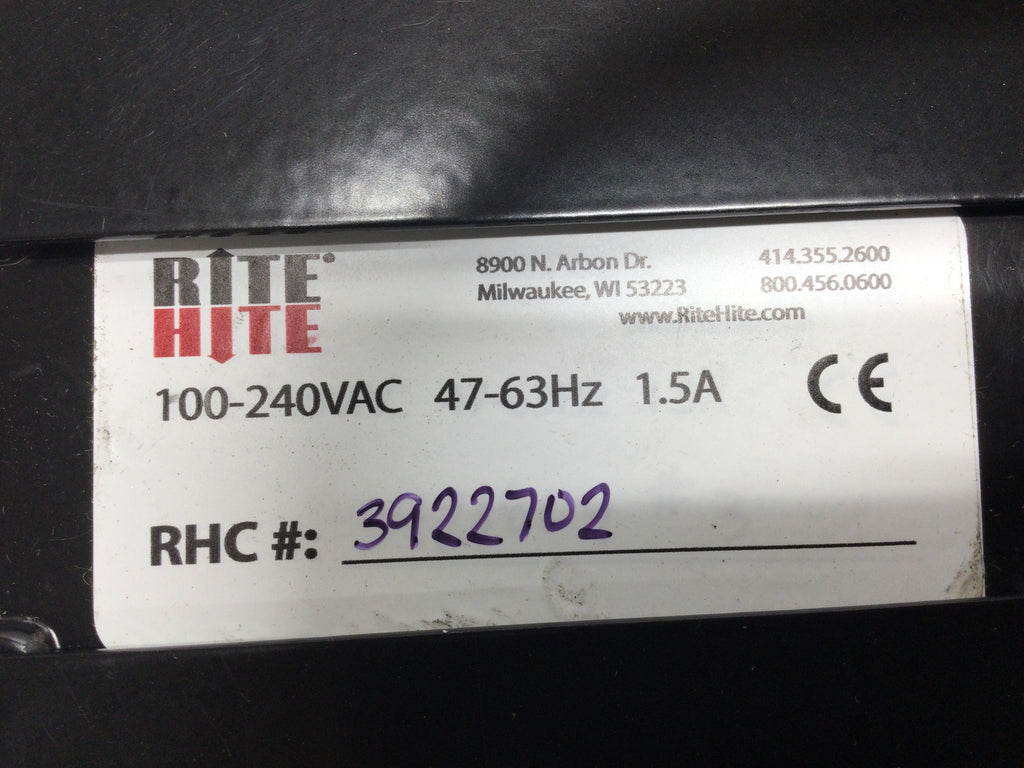 RITE
HITE
8900 N. Arbon Dr.
Milwaukee, WI 53223
414.355.2600
800.456.0600
www.RiteHite.com
100-240VAC 47-63Hz 1.5A CE
RHC #: 3922702